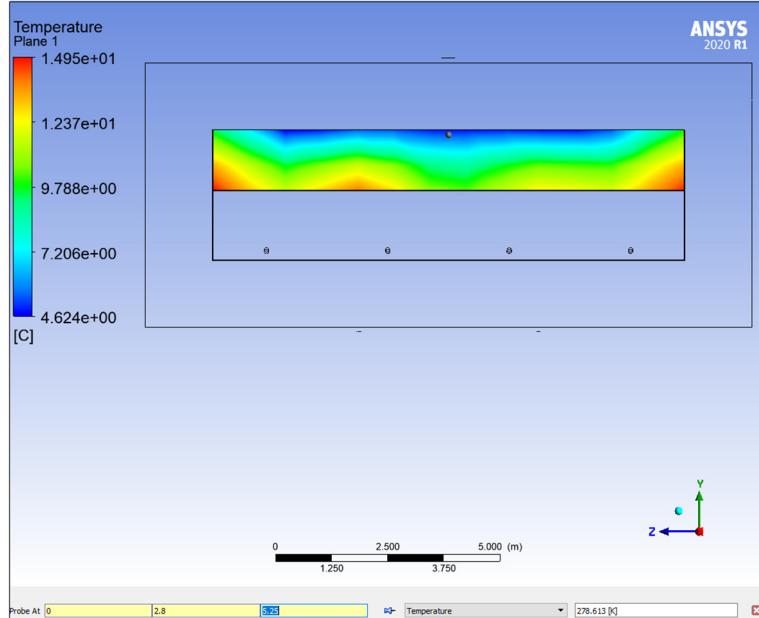 Temperature
Plane 1
1.495e+01
1.237e+01
9.788e+00
7.206e+00
4.624e+00
[C]
ANSYS
2020 R1
Y
Z
0 2.500 5.000 (m)
1.250 3.750
Probe At 0 2.8 5.25 Temperature 278.613 [K]